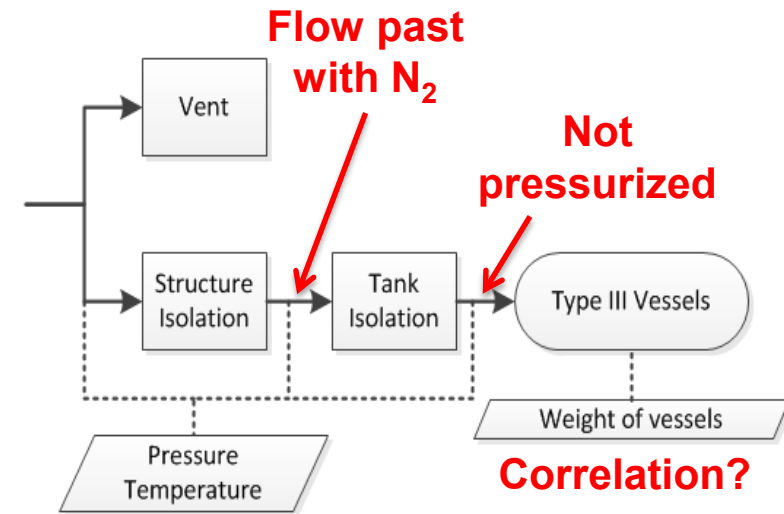 Flow past
with N₂
Vent
Not
pressurized
Structure
Isolation
Tank
Isolation
Type III Vessels
Weight of vessels
Pressure
Temperature
Correlation?